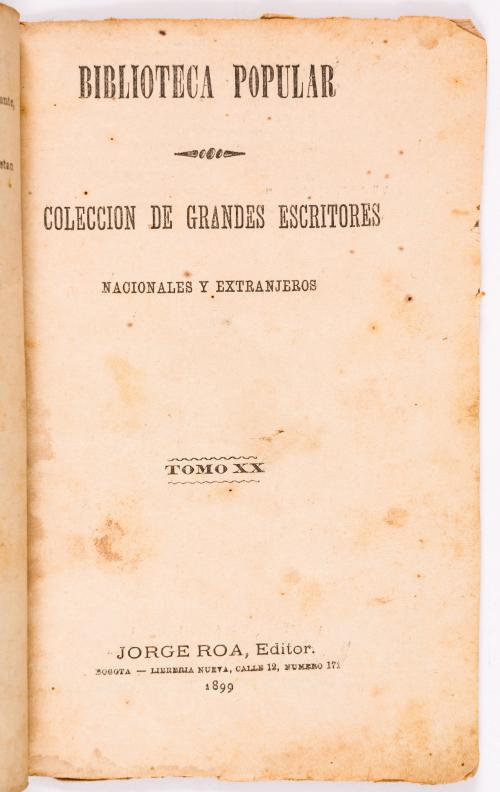 BIBLIOTECA POPULAR
COLECCION DE GRANDES ESCRITORES
NACIONALES Y EXTRANJEROS
TOMO XX
JORGE ROA, Editor.
BOGOTA — LIBRERIA NUEVA, CALLE 12, NUMERO 171
1899